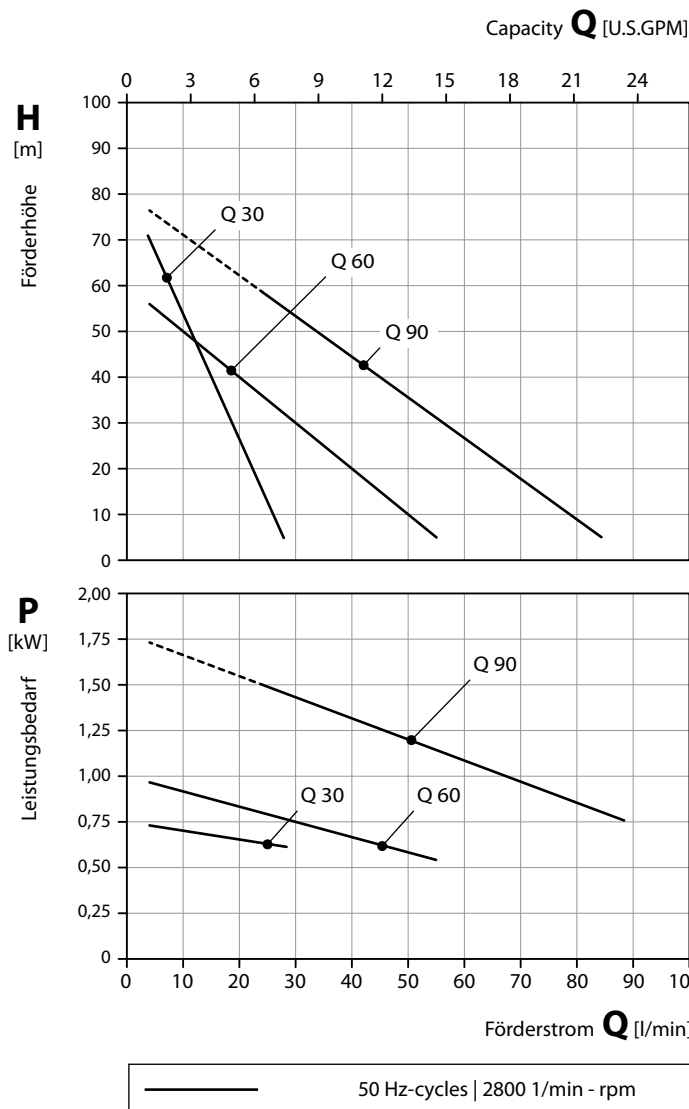 Capacity Q [U.S.GPM]
0 3 6 9 12 15 18 21 24
H
[m]
Förderhöhe
100
90
80
70
60
50
40
30
20
10
0
Q 30
Q 60
Q 90
P
[kW]
Leistungsbedarf
2,00
1,75
1,50
1,25
1,00
0,75
0,50
0,25
0
Q 90
Q 30
Q 60
0 10 20 30 40 50 60 70 80 90 100
Förderstrom Q [l/min]
50 Hz-cycles | 2800 1/min - rpm